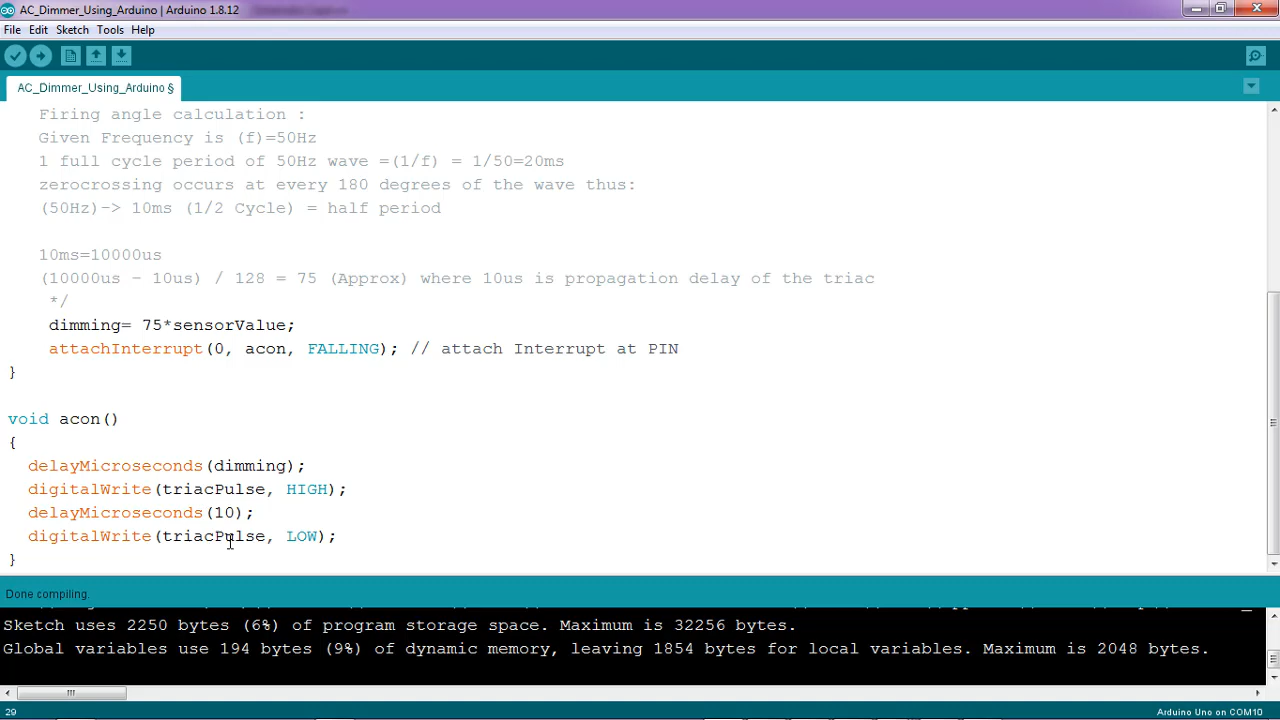 AC_Dimmer_Using_Arduino | Arduino 1.8.12
File Edit Sketch Tools Help
AC_Dimmer_Using_Arduino §
Firing angle calculation :
Given Frequency is (f)=50Hz
1 full cycle period of 50Hz wave =(1/f) = 1/50=20ms
zerocrossing occurs at every 180 degrees of the wave thus:
(50Hz)-> 10ms (1/2 Cycle) = half period
10ms=10000us
(10000us - 10us) / 128 = 75 (Approx) where 10us is propagation delay of the triac
*/
dimming= 75*sensorValue;
attachInterrupt(0, acon, FALLING); // attach Interrupt at PIN
}
void acon()
{
delayMicroseconds(dimming);
digitalWrite(triacPulse, HIGH);
delayMicroseconds(10);
digitalWrite(triacPulse, LOW);
}
Done compiling.
Sketch uses 2250 bytes (6%) of program storage space. Maximum is 32256 bytes.
Global variables use 194 bytes (9%) of dynamic memory, leaving 1854 bytes for local variables. Maximum is 2048 bytes.
29
Arduino Uno on COM10